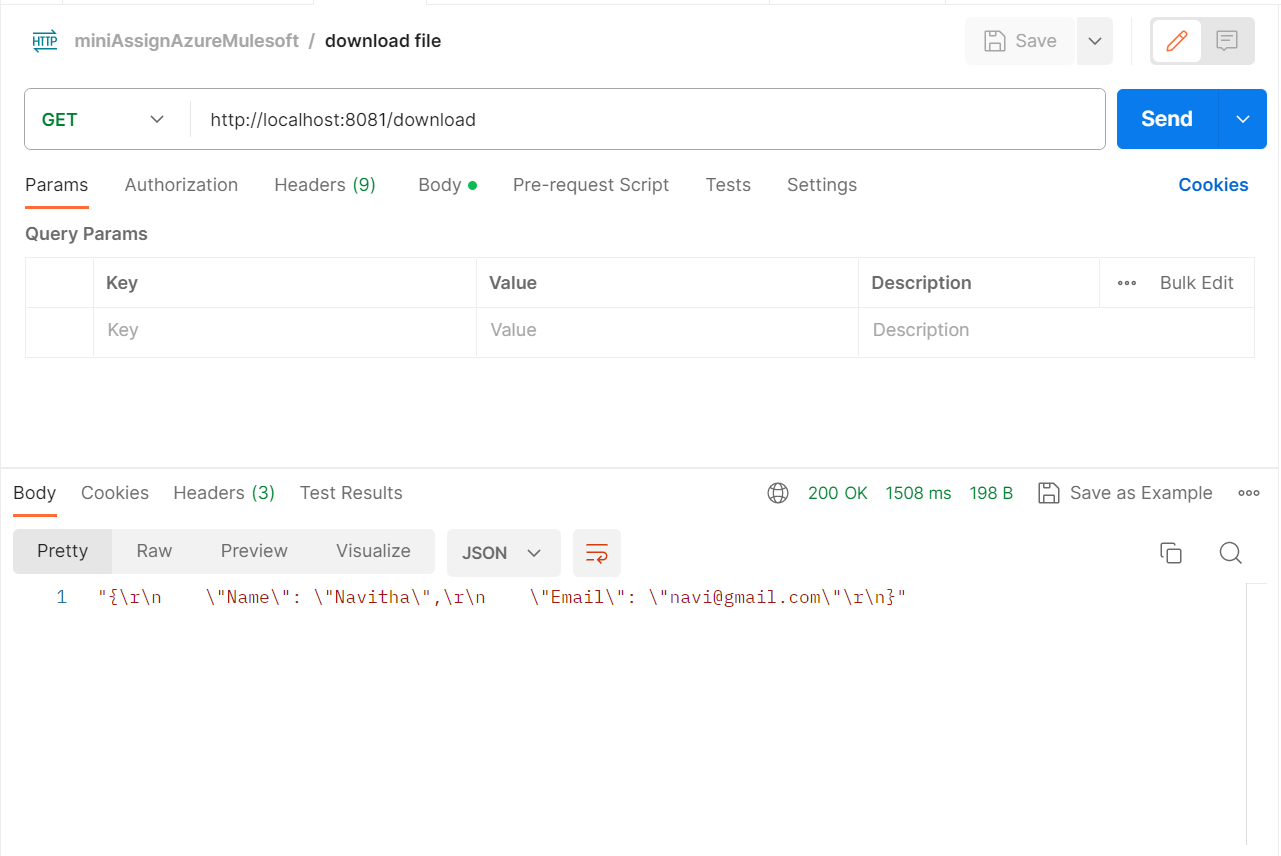 HTTP miniAssignAzureMulesoft / download file Save
GET http://localhost:8081/download Send
Params Authorization Headers (9) Body Pre-request Script Tests Settings Cookies
Query Params
Key Value Description Bulk Edit
Key Value Description
Body Cookies Headers (3) Test Results 200 OK 1508 ms 198 B Save as Example
Pretty Raw Preview Visualize JSON
1 "{\r\n    \"Name\": \"Navitha\",\r\n    \"Email\": \"navi@gmail.com\"\r\n}"